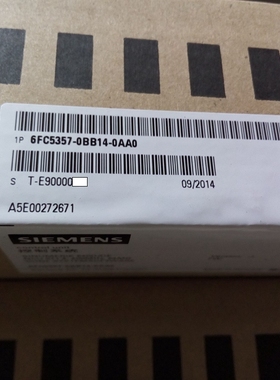 1P 6FC5357-0BB14-0AA0
S T-E90000 09/2014
A5E00272671
SIEMENS